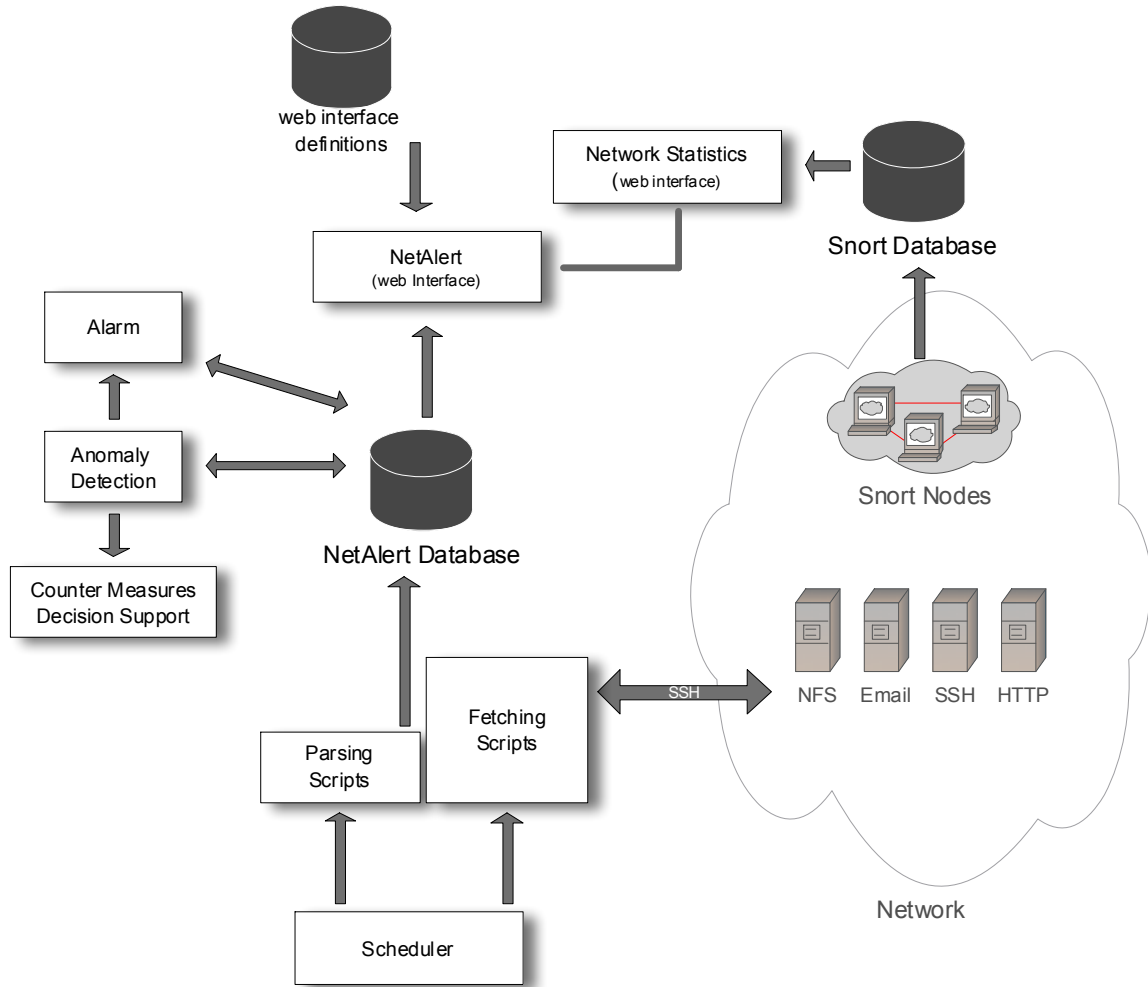 web interface
definitions
Network Statistics
(web interface)
Snort Database
NetAlert
(web Interface)
Alarm
Anomaly
Detection
Snort Nodes
NetAlert Database
Counter Measures
Decision Support
NFS
Email
SSH
HTTP
SSH
Fetching
Scripts
Parsing
Scripts
Network
Scheduler